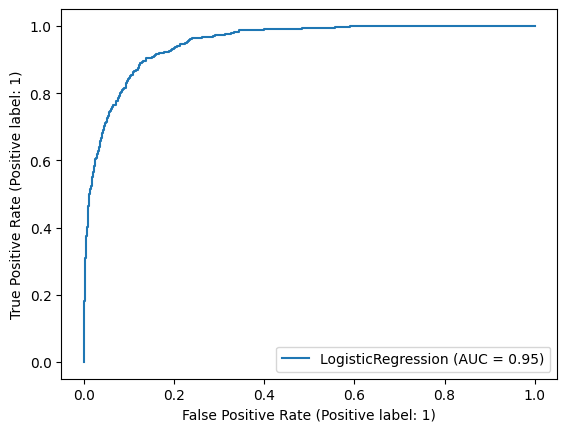 1.0
0.8
0.6
0.4
0.2
0.0
True Positive Rate (Positive label: 1)
LogisticRegression (AUC = 0.95)
0.0 0.2 0.4 0.6 0.8 1.0
False Positive Rate (Positive label: 1)